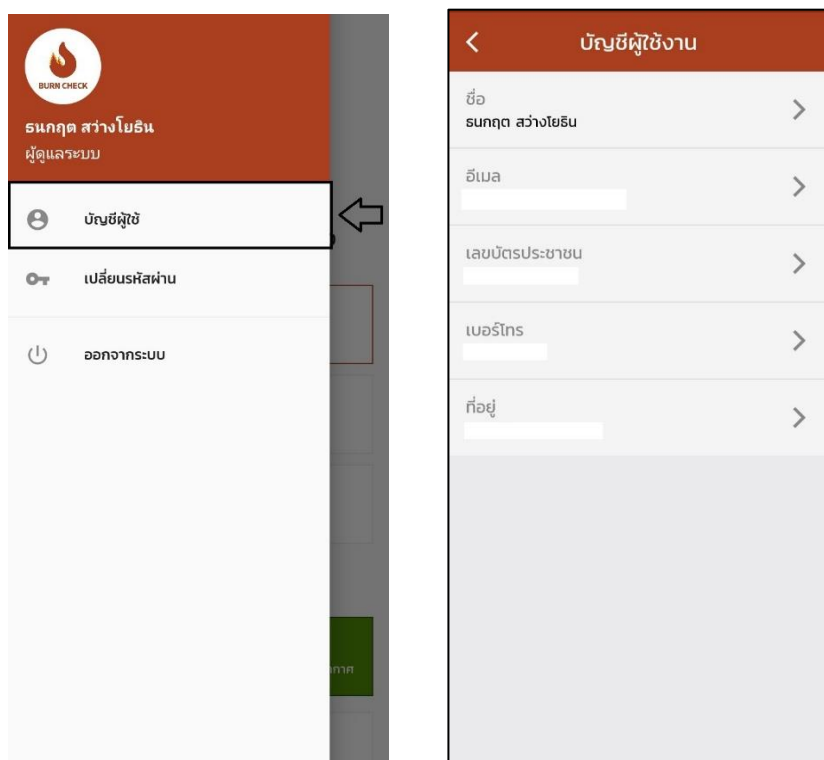 BURN CHECK
ธนกฤต สว่างโยธิน
ผู้ดูแลระบบ
บัญชีผู้ใช้
เปลี่ยนรหัสผ่าน
ออกจากระบบ
กาศ
บัญชีผู้ใช้งาน
ชื่อ
ธนกฤต สว่างโยธิน
อีเมล
เลขบัตรประชาชน
เบอร์โทร
ที่อยู่